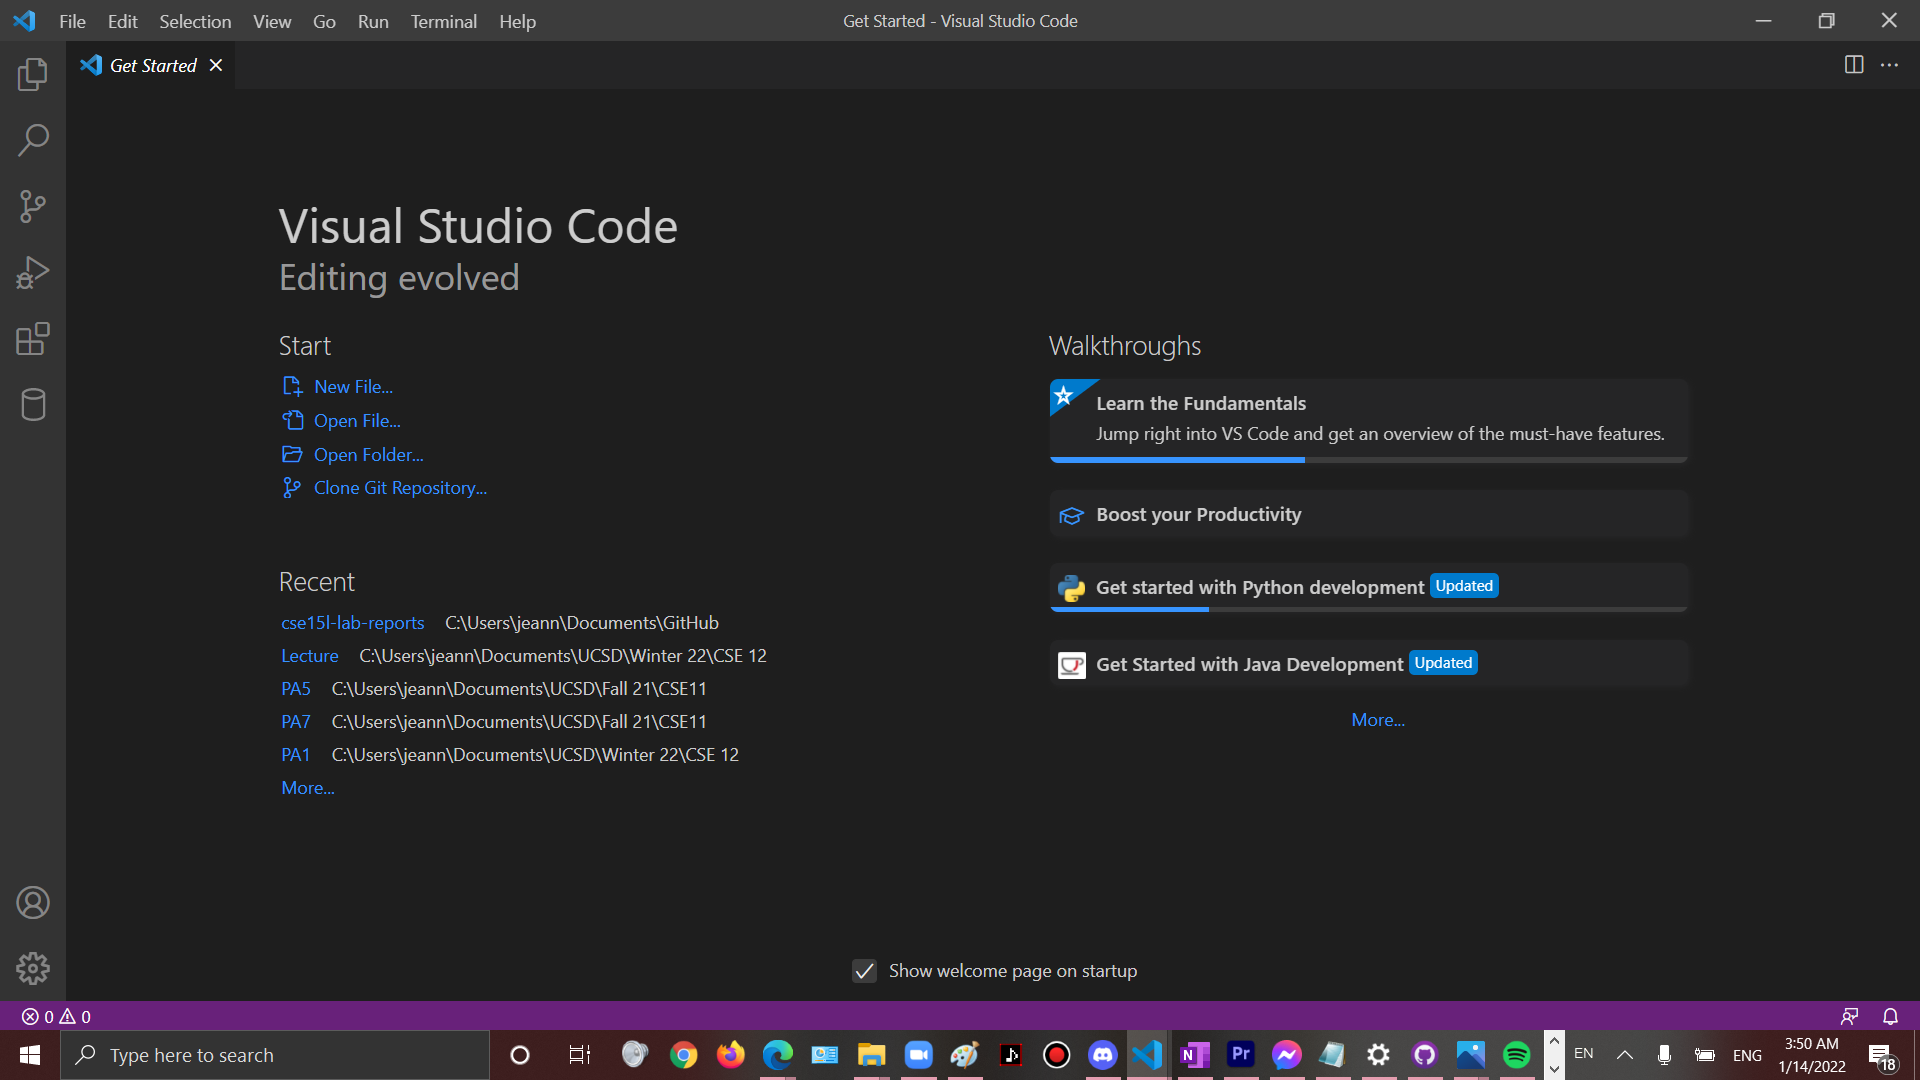 File Edit Selection View Go Run Terminal Help
Get Started - Visual Studio Code
Get Started
Visual Studio Code
Editing evolved
Start
New File...
Open File...
Open Folder...
Clone Git Repository...
Recent
cse15l-lab-reports C:\Users\jeann\Documents\GitHub
Lecture C:\Users\jeann\Documents\UCSD\Winter 22\CSE 12
PA5 C:\Users\jeann\Documents\UCSD\Fall 21\CSE11
PA7 C:\Users\jeann\Documents\UCSD\Fall 21\CSE11
PA1 C:\Users\jeann\Documents\UCSD\Winter 22\CSE 12
More...
Walkthroughs
Learn the Fundamentals
Jump right into VS Code and get an overview of the must-have features.
Boost your Productivity
Get started with Python development Updated
Get Started with Java Development Updated
More...
Show welcome page on startup
0 0
Type here to search
N
Pr
EN
ENG
3:50 AM
1/14/2022
18